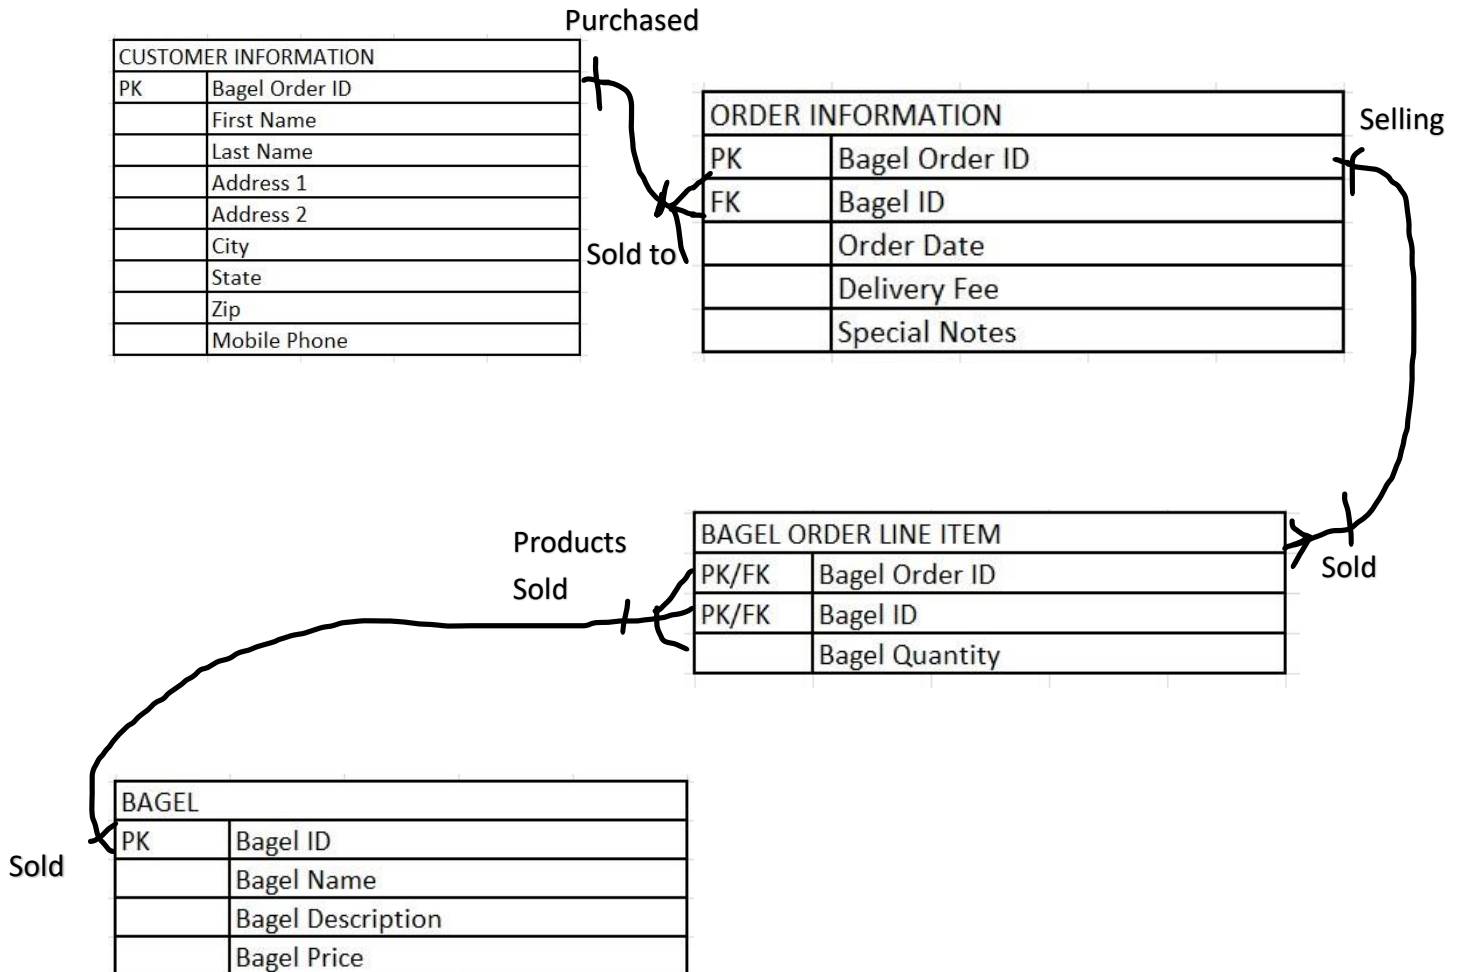 Purchased
CUSTOMER INFORMATION
PK Bagel Order ID
First Name
Last Name
Address 1
Address 2
City
State
Zip
Mobile Phone
Sold to
ORDER INFORMATION
PK Bagel Order ID
FK Bagel ID
Order Date
Delivery Fee
Special Notes
Selling
Products
Sold
BAGEL ORDER LINE ITEM
PK/FK Bagel Order ID
PK/FK Bagel ID
Bagel Quantity
Sold
Sold
BAGEL
PK Bagel ID
Bagel Name
Bagel Description
Bagel Price